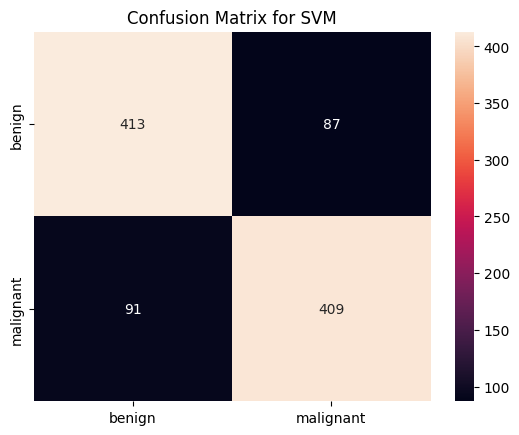 Confusion Matrix for SVM
benign
413
87
malignant
91
409
benign
malignant
400
350
300
250
200
150
100